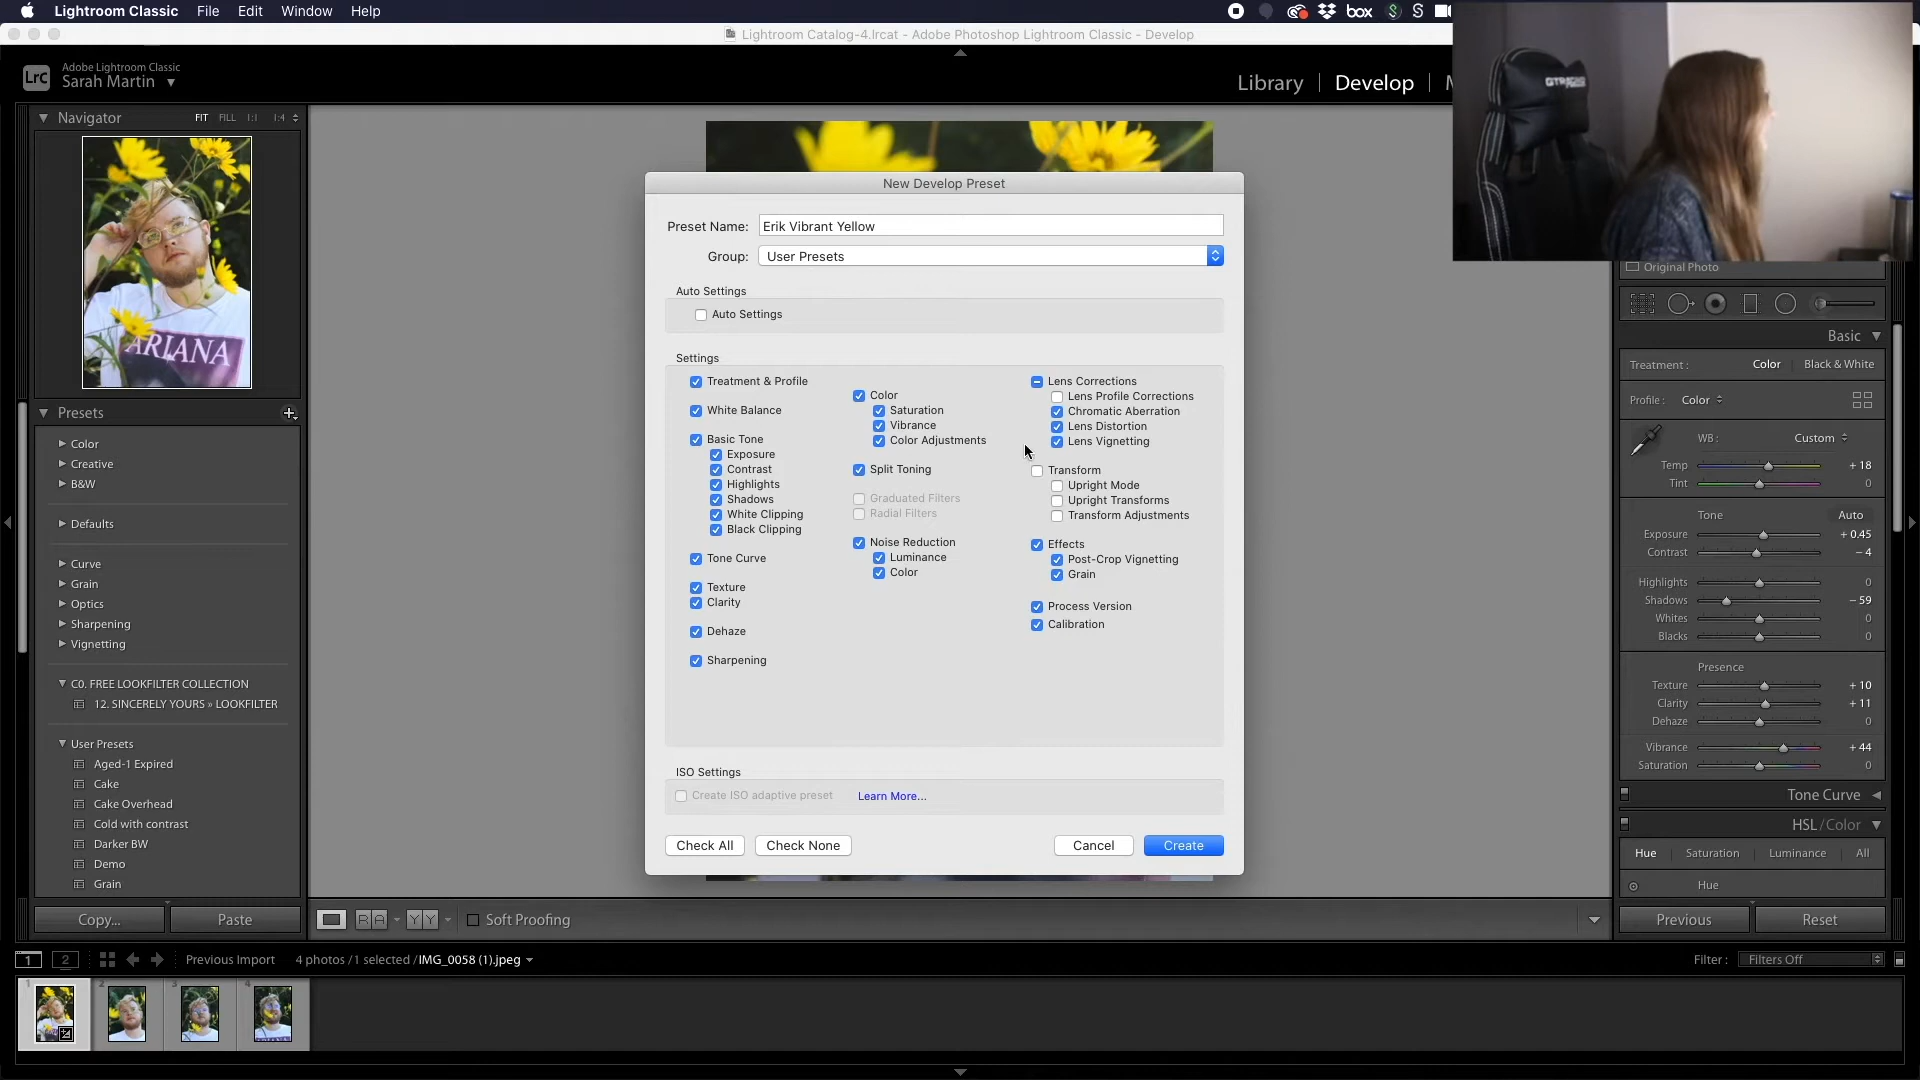 Lightroom Classic File Edit Window Help
box
Lightroom Catalog-4.lrcat - Adobe Photoshop Lightroom Classic - Develop
Lrc
Adobe Lightroom Classic
Sarah Martin
Library | Develop |
GTRACING
Navigator FIT FILL 1:1 1:4
ARIANA
Presets
Color
Creative
B&W
Defaults
Curve
Grain
Optics
Sharpening
Vignetting
C0. FREE LOOKFILTER COLLECTION
12. SINCERELY YOURS » LOOKFILTER
User Presets
Aged-1 Expired
Cake
Cake Overhead
Cold with contrast
Darker BW
Demo
Grain
Copy... Paste
New Develop Preset
Preset Name: Erik Vibrant Yellow
Group: User Presets
Auto Settings
Auto Settings
Settings
Treatment & Profile
White Balance
Basic Tone
Exposure
Contrast
Highlights
Shadows
White Clipping
Black Clipping
Tone Curve
Texture
Clarity
Dehaze
Sharpening
Color
Saturation
Vibrance
Color Adjustments
Split Toning
Graduated Filters
Radial Filters
Noise Reduction
Luminance
Color
Lens Corrections
Lens Profile Corrections
Chromatic Aberration
Lens Distortion
Lens Vignetting
Transform
Upright Mode
Upright Transforms
Transform Adjustments
Effects
Post-Crop Vignetting
Grain
Process Version
Calibration
ISO Settings
Create ISO adaptive preset Learn More...
Check All Check None Cancel Create
Original Photo
Basic
Treatment : Color Black & White
Profile : Color
WB : Custom
Temp + 18
Tint 0
Tone Auto
Exposure + 0.45
Contrast – 4
Highlights 0
Shadows – 59
Whites 0
Blacks 0
Presence
Texture + 10
Clarity + 11
Dehaze 0
Vibrance + 44
Saturation 0
Tone Curve
HSL / Color
Hue Saturation Luminance All
Hue
Previous Reset
R A Y Y Soft Proofing
1 2 Previous Import 4 photos / 1 selected / IMG_0058 (1).jpeg Filter : Filters Off
1 2 3 4